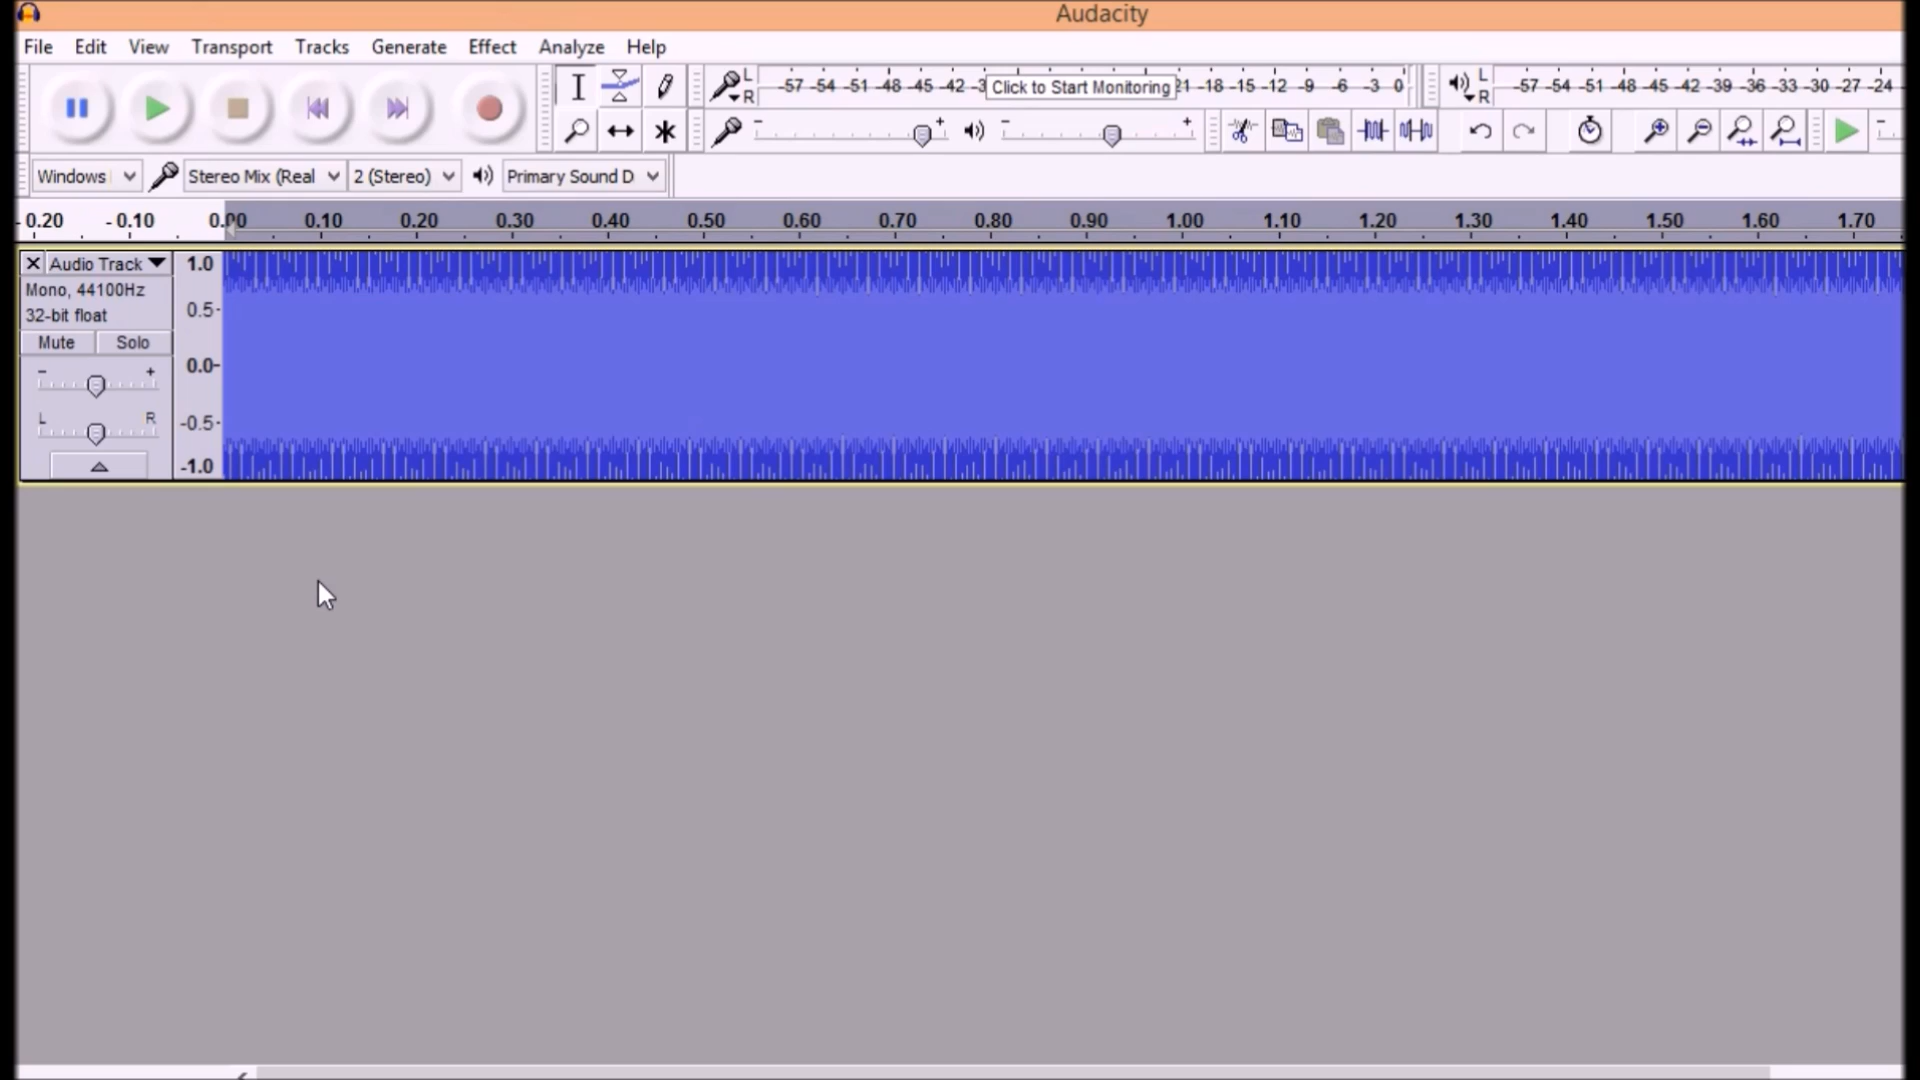 Audacity
File Edit View Transport Tracks Generate Effect Analyze Help
L -57 -54 -51 -48 -45 -42 -3 Click to Start Monitoring 21 -18 -15 -12 -9 -6 -3 0 L -57 -54 -51 -48 -45 -42 -39 -36 -33 -30 -27 -24
R R
- + - + -
Windows Stereo Mix (Real 2 (Stereo) Primary Sound D
-0.20 -0.10 0.00 0.10 0.20 0.30 0.40 0.50 0.60 0.70 0.80 0.90 1.00 1.10 1.20 1.30 1.40 1.50 1.60 1.70
X Audio Track 1.0
Mono, 44100Hz
32-bit float 0.5-
Mute Solo
0.0-
- +
L R -0.5-
-1.0